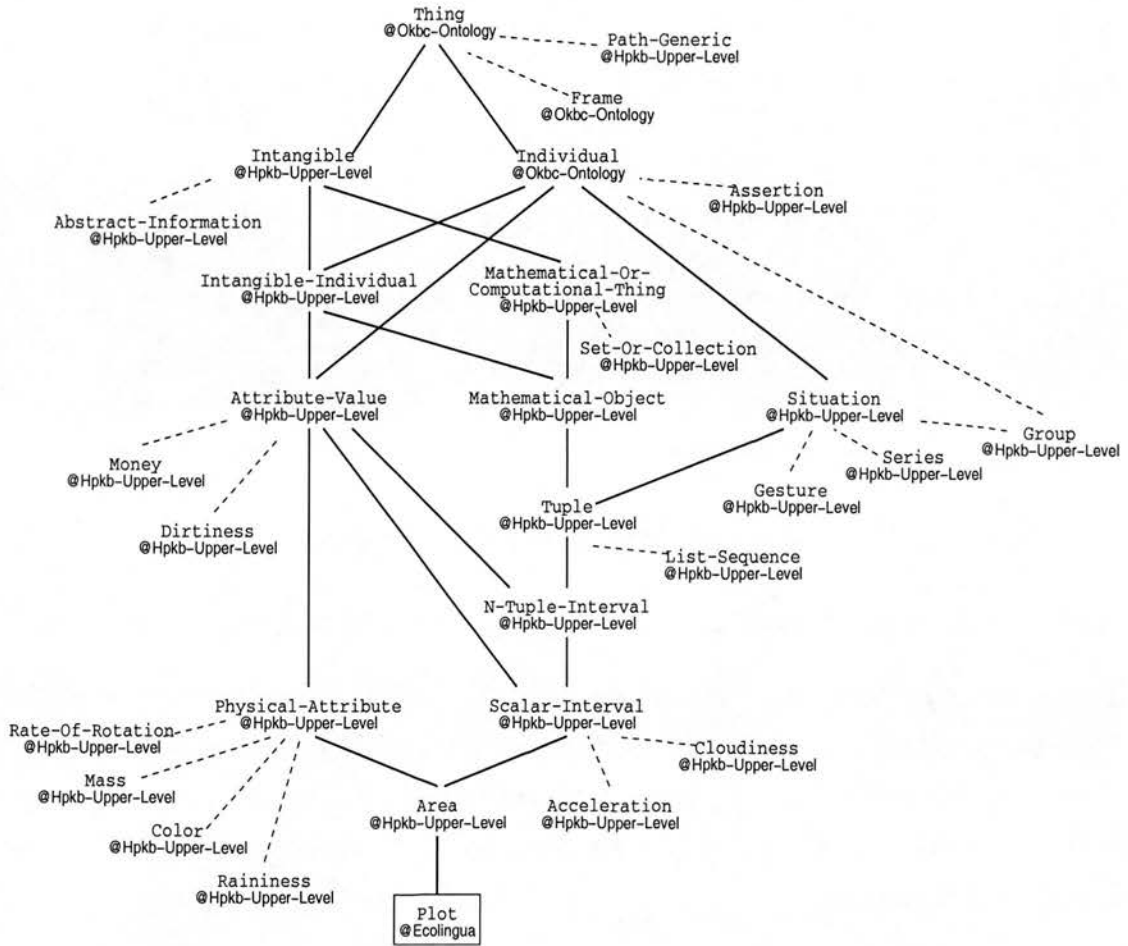 Thing
@Okbc-Ontology
Path-Generic
@Hpkb-Upper-Level
Frame
@Okbc-Ontology
Intangible
@Hpkb-Upper-Level
Individual
@Okbc-Ontology
Assertion
@Hpkb-Upper-Level
Abstract-Information
@Hpkb-Upper-Level
Intangible-Individual
@Hpkb-Upper-Level
Mathematical-Or-
Computational-Thing
@Hpkb-Upper-Level
Set-Or-Collection
@Hpkb-Upper-Level
Attribute-Value
@Hpkb-Upper-Level
Mathematical-Object
@Hpkb-Upper-Level
Situation
@Hpkb-Upper-Level
Group
@Hpkb-Upper-Level
Money
@Hpkb-Upper-Level
Series
@Hpkb-Upper-Level
Gesture
@Hpkb-Upper-Level
Dirtiness
@Hpkb-Upper-Level
Tuple
@Hpkb-Upper-Level
List-Sequence
@Hpkb-Upper-Level
N-Tuple-Interval
@Hpkb-Upper-Level
Physical-Attribute
@Hpkb-Upper-Level
Scalar-Interval
@Hpkb-Upper-Level
Rate-Of-Rotation
@Hpkb-Upper-Level
Cloudiness
@Hpkb-Upper-Level
Mass
@Hpkb-Upper-Level
Area
@Hpkb-Upper-Level
Acceleration
@Hpkb-Upper-Level
Color
@Hpkb-Upper-Level
Raininess
@Hpkb-Upper-Level
Plot
@Ecolingua